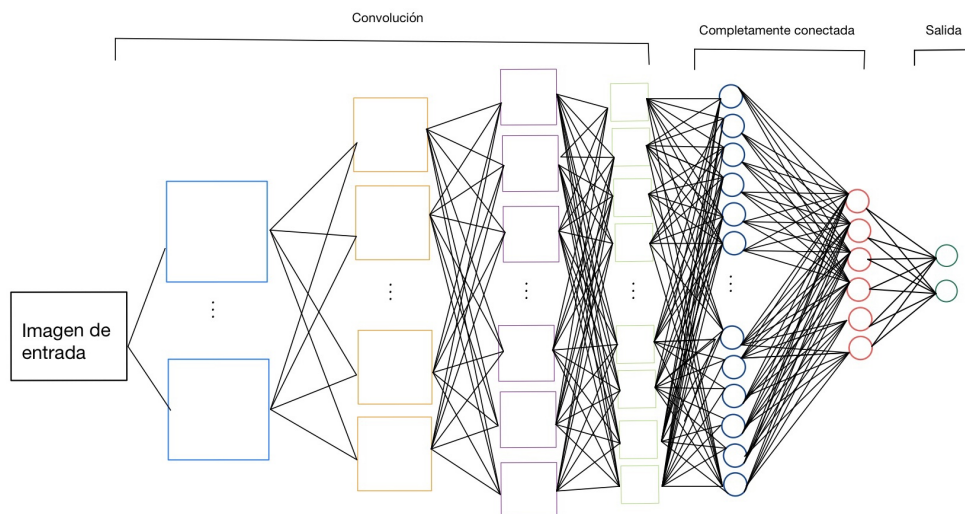 Convolución
Completamente conectada
Salida
Imagen de
entrada